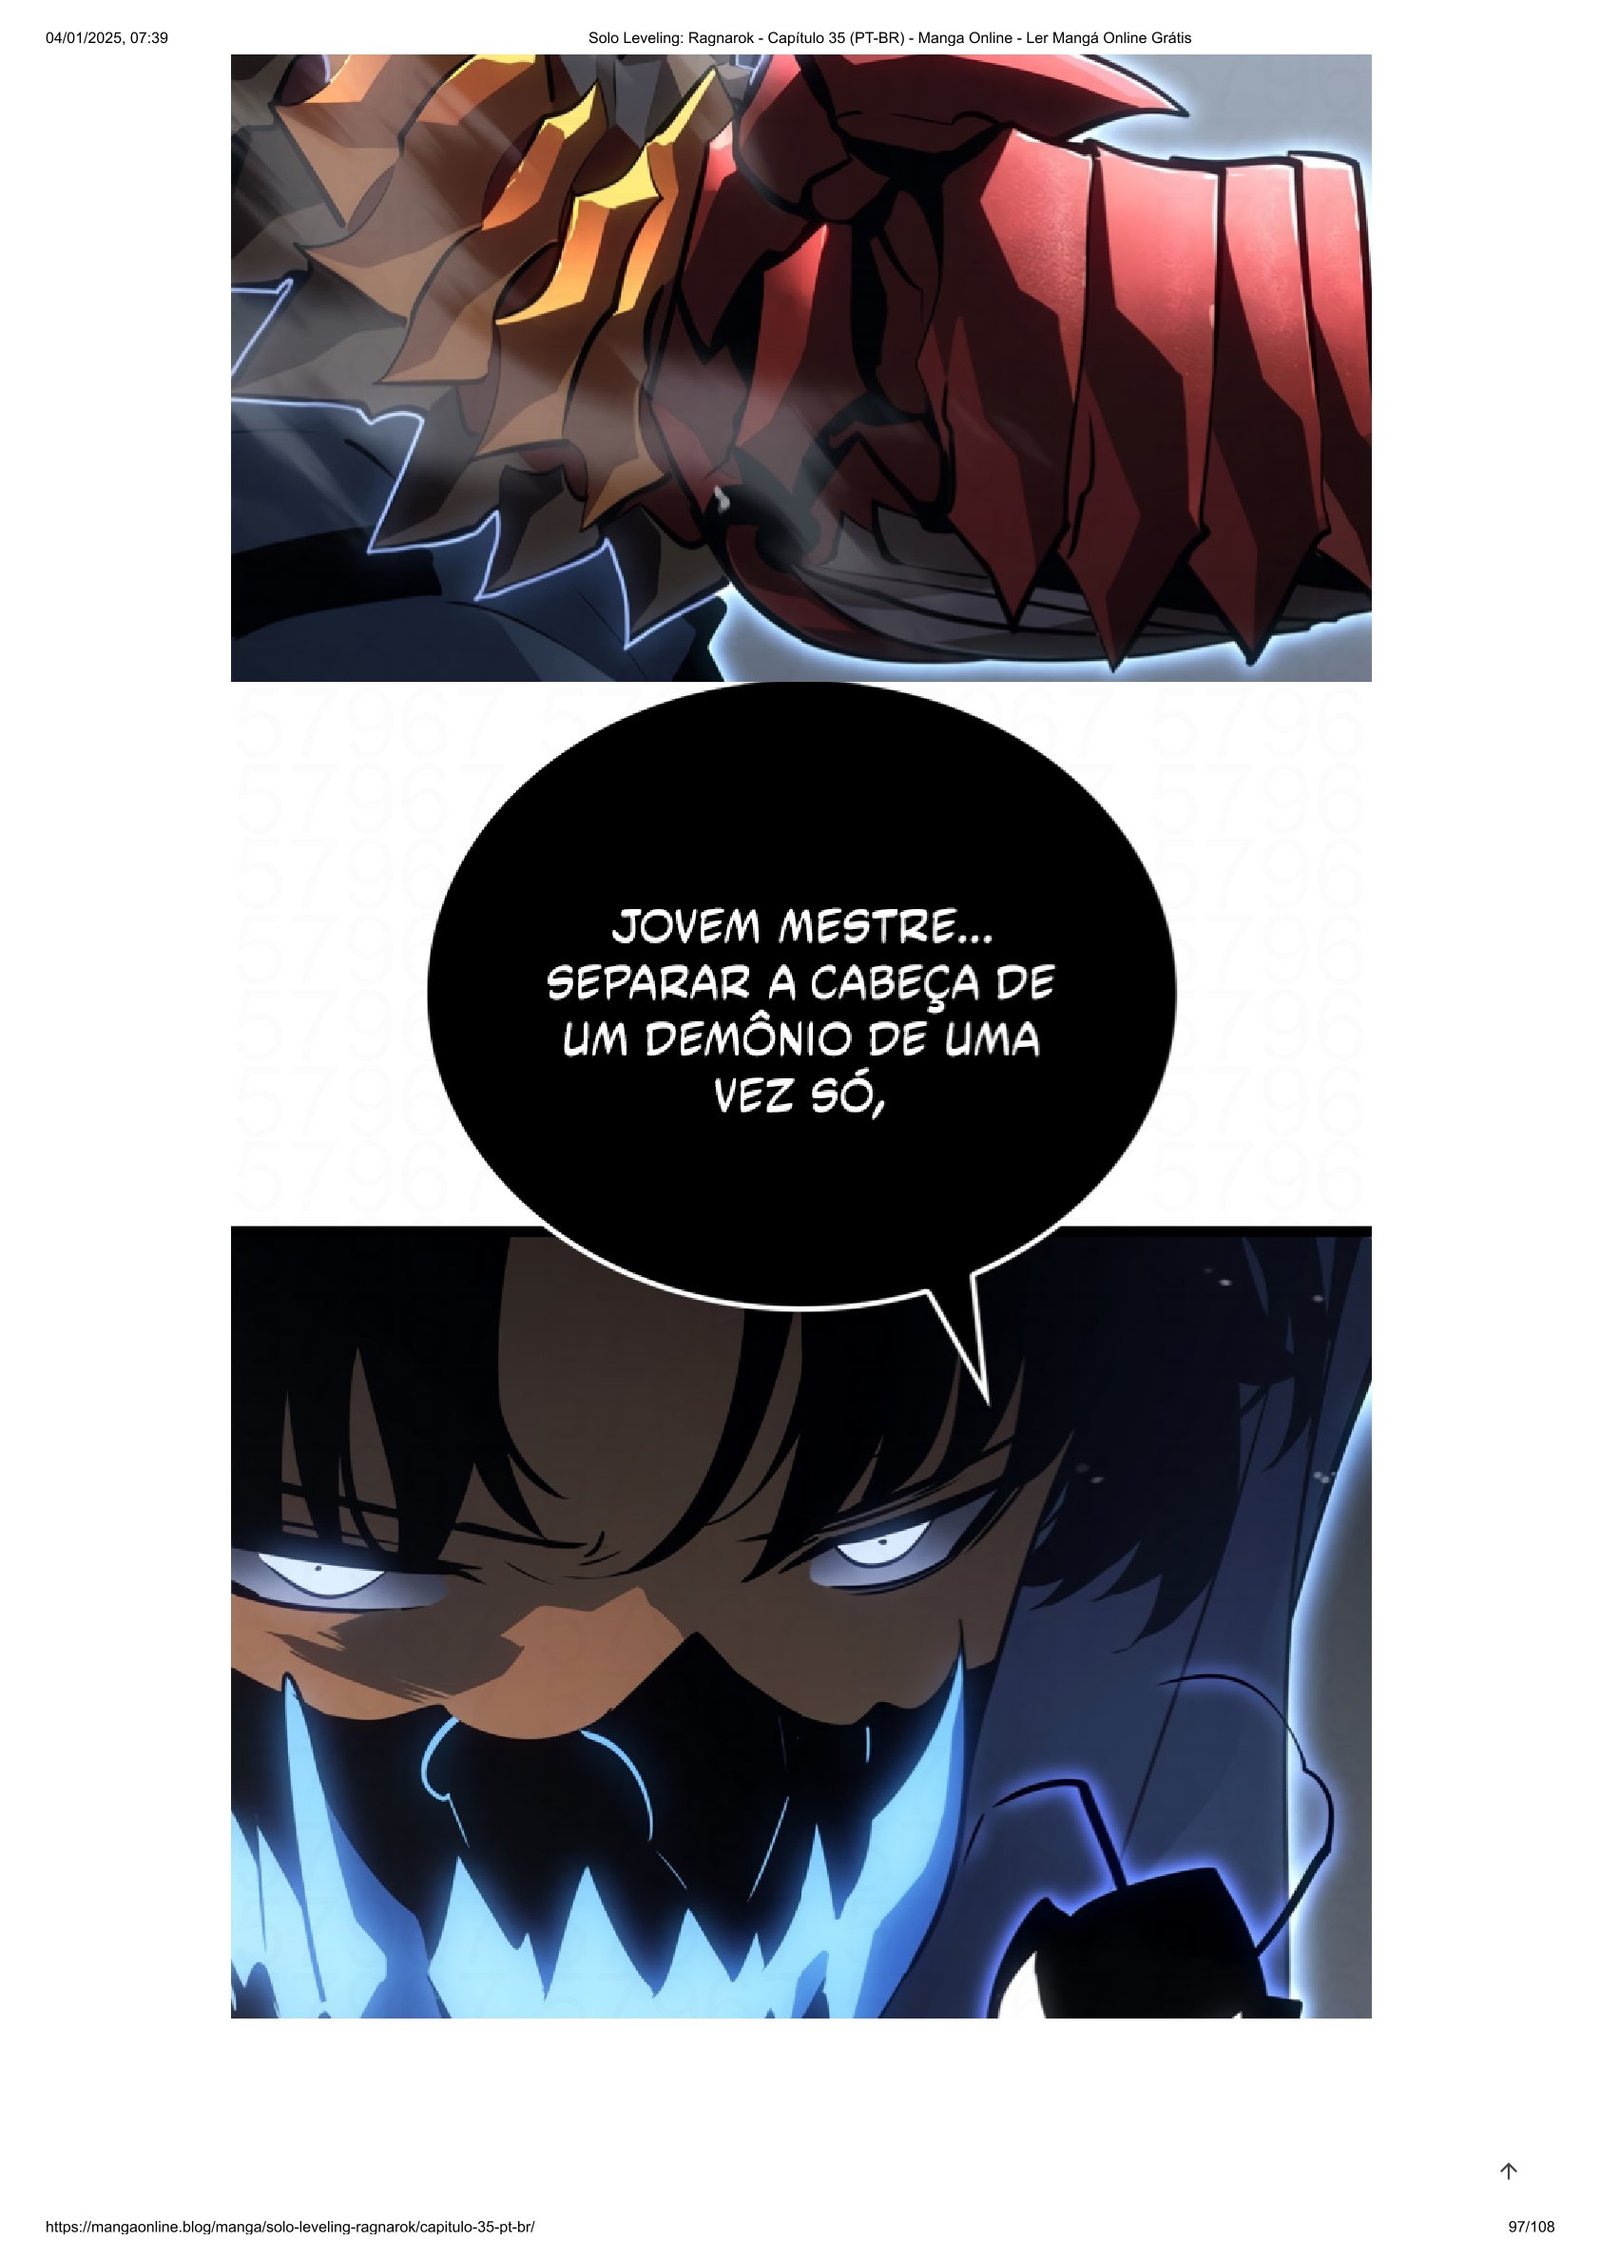 04/01/2025, 07:39
Solo Leveling: Ragnarok - Capítulo 35 (PT-BR) - Manga Online - Ler Mangá Online Grátis
JOVEM MESTRE...
SEPARAR A CABEÇA DE
UM DEMÔNIO DE UMA
VEZ SÓ,
https://mangaonline.blog/manga/solo-leveling-ragnarok/capitulo-35-pt-br/
97/108